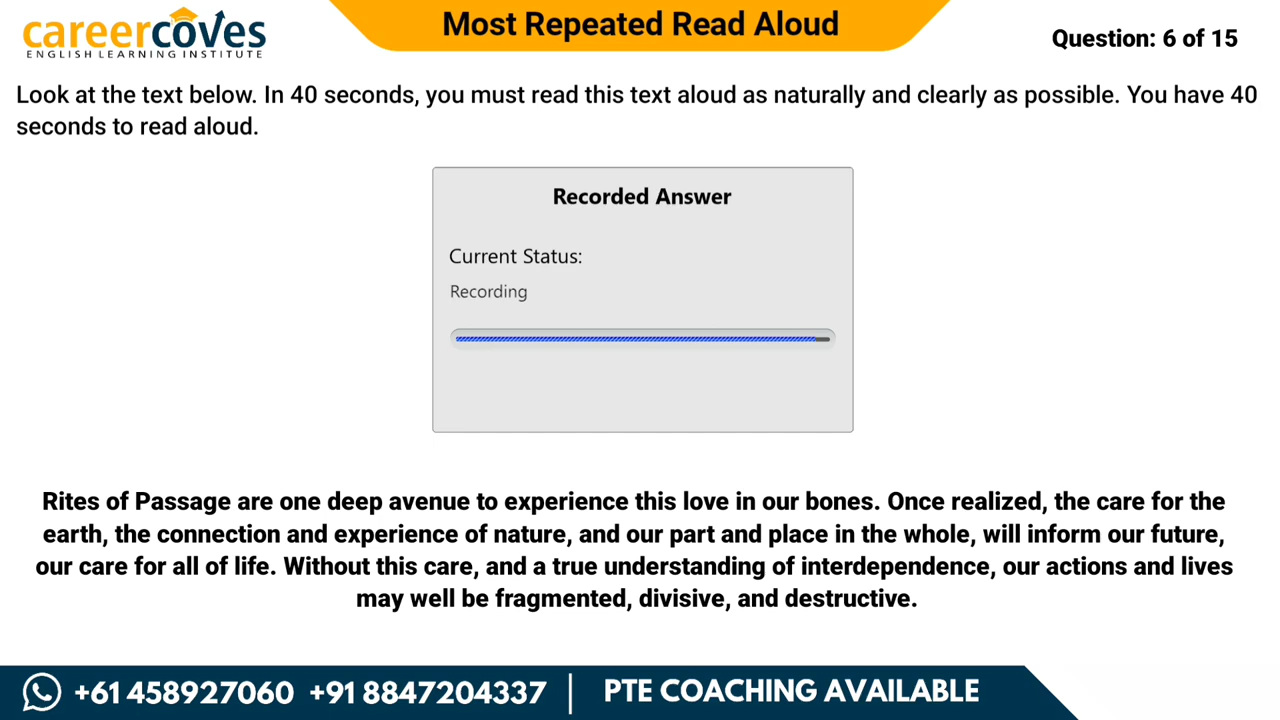 careercoves
ENGLISH LEARNING INSTITUTE
Most Repeated Read Aloud
Question: 6 of 15
Look at the text below. In 40 seconds, you must read this text aloud as naturally and clearly as possible. You have 40
seconds to read aloud.
Recorded Answer
Current Status:
Recording
Rites of Passage are one deep avenue to experience this love in our bones. Once realized, the care for the
earth, the connection and experience of nature, and our part and place in the whole, will inform our future,
our care for all of life. Without this care, and a true understanding of interdependence, our actions and lives
may well be fragmented, divisive, and destructive.
+61 458927060 +91 8847204337 | PTE COACHING AVAILABLE